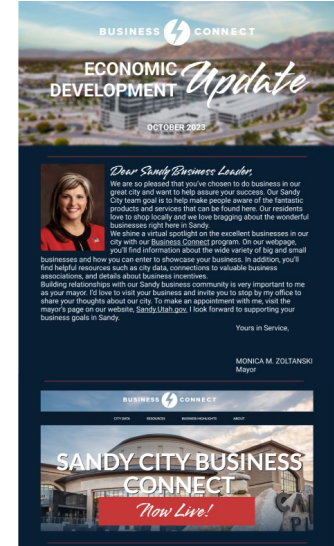 BUSINESS CONNECT
ECONOMIC
DEVELOPMENT Update
OCTOBER 2023
Dear Sandy Business Leader,
We are so pleased that you've chosen to do business in our
great city and want to help assure your success. Our Sandy
City team goal is to help make people aware of the fantastic
products and services that can be found here. Our residents
love to shop locally and we love bragging about the wonderful
businesses right here in Sandy.
We shine a virtual spotlight on the excellent businesses in our
city with our Business Connect program. On our webpage,
you'll find information about the wide variety of big and small
businesses and how you can enter to showcase your business. In addition, you'll
find helpful resources such as city data, connections to valuable business
associations, and details about business incentives.
Building relationships with our Sandy business community is very important to me
as your mayor. I'd love to visit your business and invite you to stop by my office to
share your thoughts about our city. To make an appointment with me, visit the
mayor's page on our website, Sandy.Utah.gov. I look forward to supporting your
business goals in Sandy.
Yours in Service,
MONICA M. ZOLTANSKI
Mayor
BUSINESS CONNECT
CITY DATA RESOURCES BUSINESS HIGHLIGHTS ABOUT
SANDY CITY BUSINESS
CONNECT
Now Live!